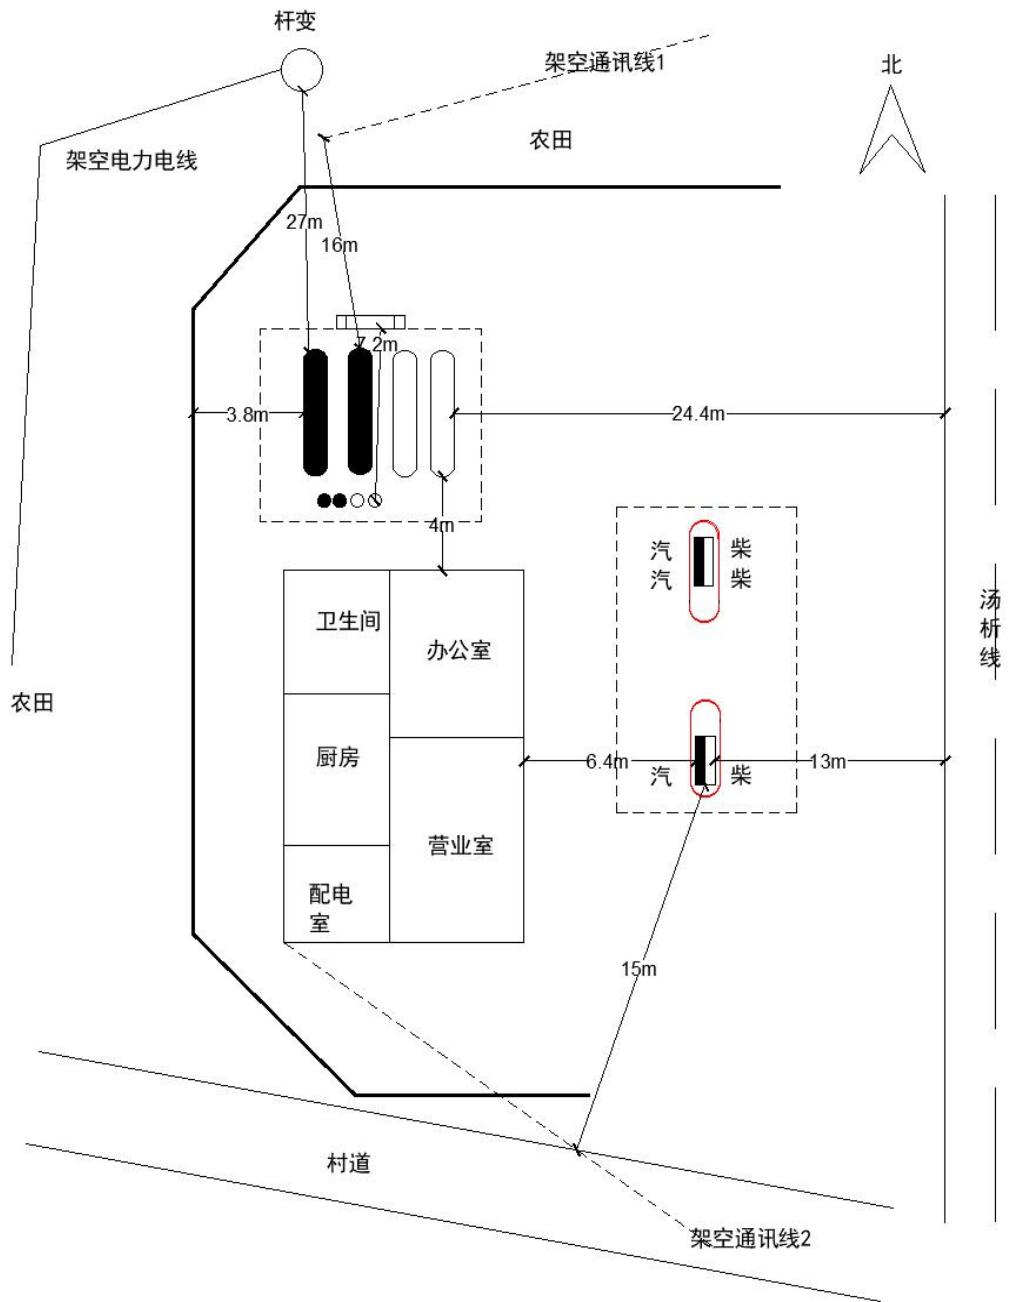 杆变
架空通讯线1
北
农田
架空电力电线
27m
16m
7.2m
3.8m
24.4m
4m
汽 柴
汽 柴
汤析线
卫生间
办公室
农田
厨房
6.4m
13m
汽 柴
营业室
配电
室
15m
村道
架空通讯线2